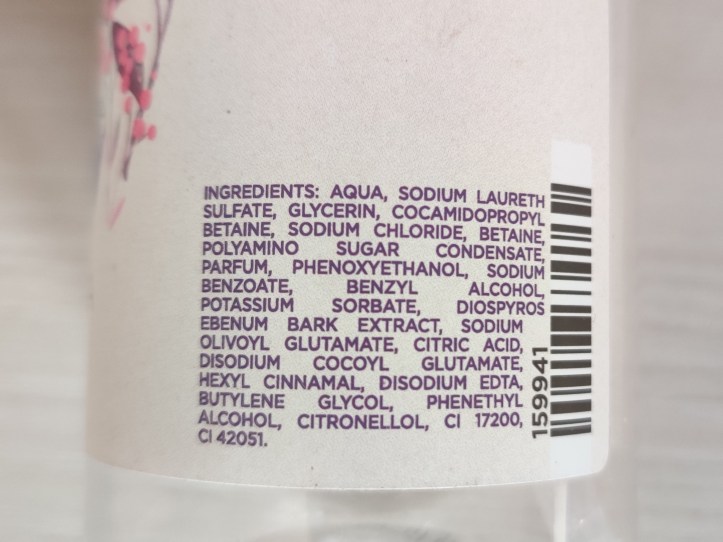 INGREDIENTS: AQUA, SODIUM LAURETH
SULFATE, GLYCERIN, COCAMIDOPROPYL
BETAINE, SODIUM CHLORIDE, BETAINE,
POLYAMINO SUGAR CONDENSATE,
PARFUM, PHENOXYETHANOL, SODIUM
BENZOATE, BENZYL ALCOHOL,
POTASSIUM SORBATE, DIOSPYROS
EBENUM BARK EXTRACT, SODIUM
OLIVOYL GLUTAMATE, CITRIC ACID,
DISODIUM COCOYL GLUTAMATE,
HEXYL CINNAMAL, DISODIUM EDTA,
BUTYLENE GLYCOL, PHENETHYL
ALCOHOL, CITRONELLOL, CI 17200,
CI 42051.
159941